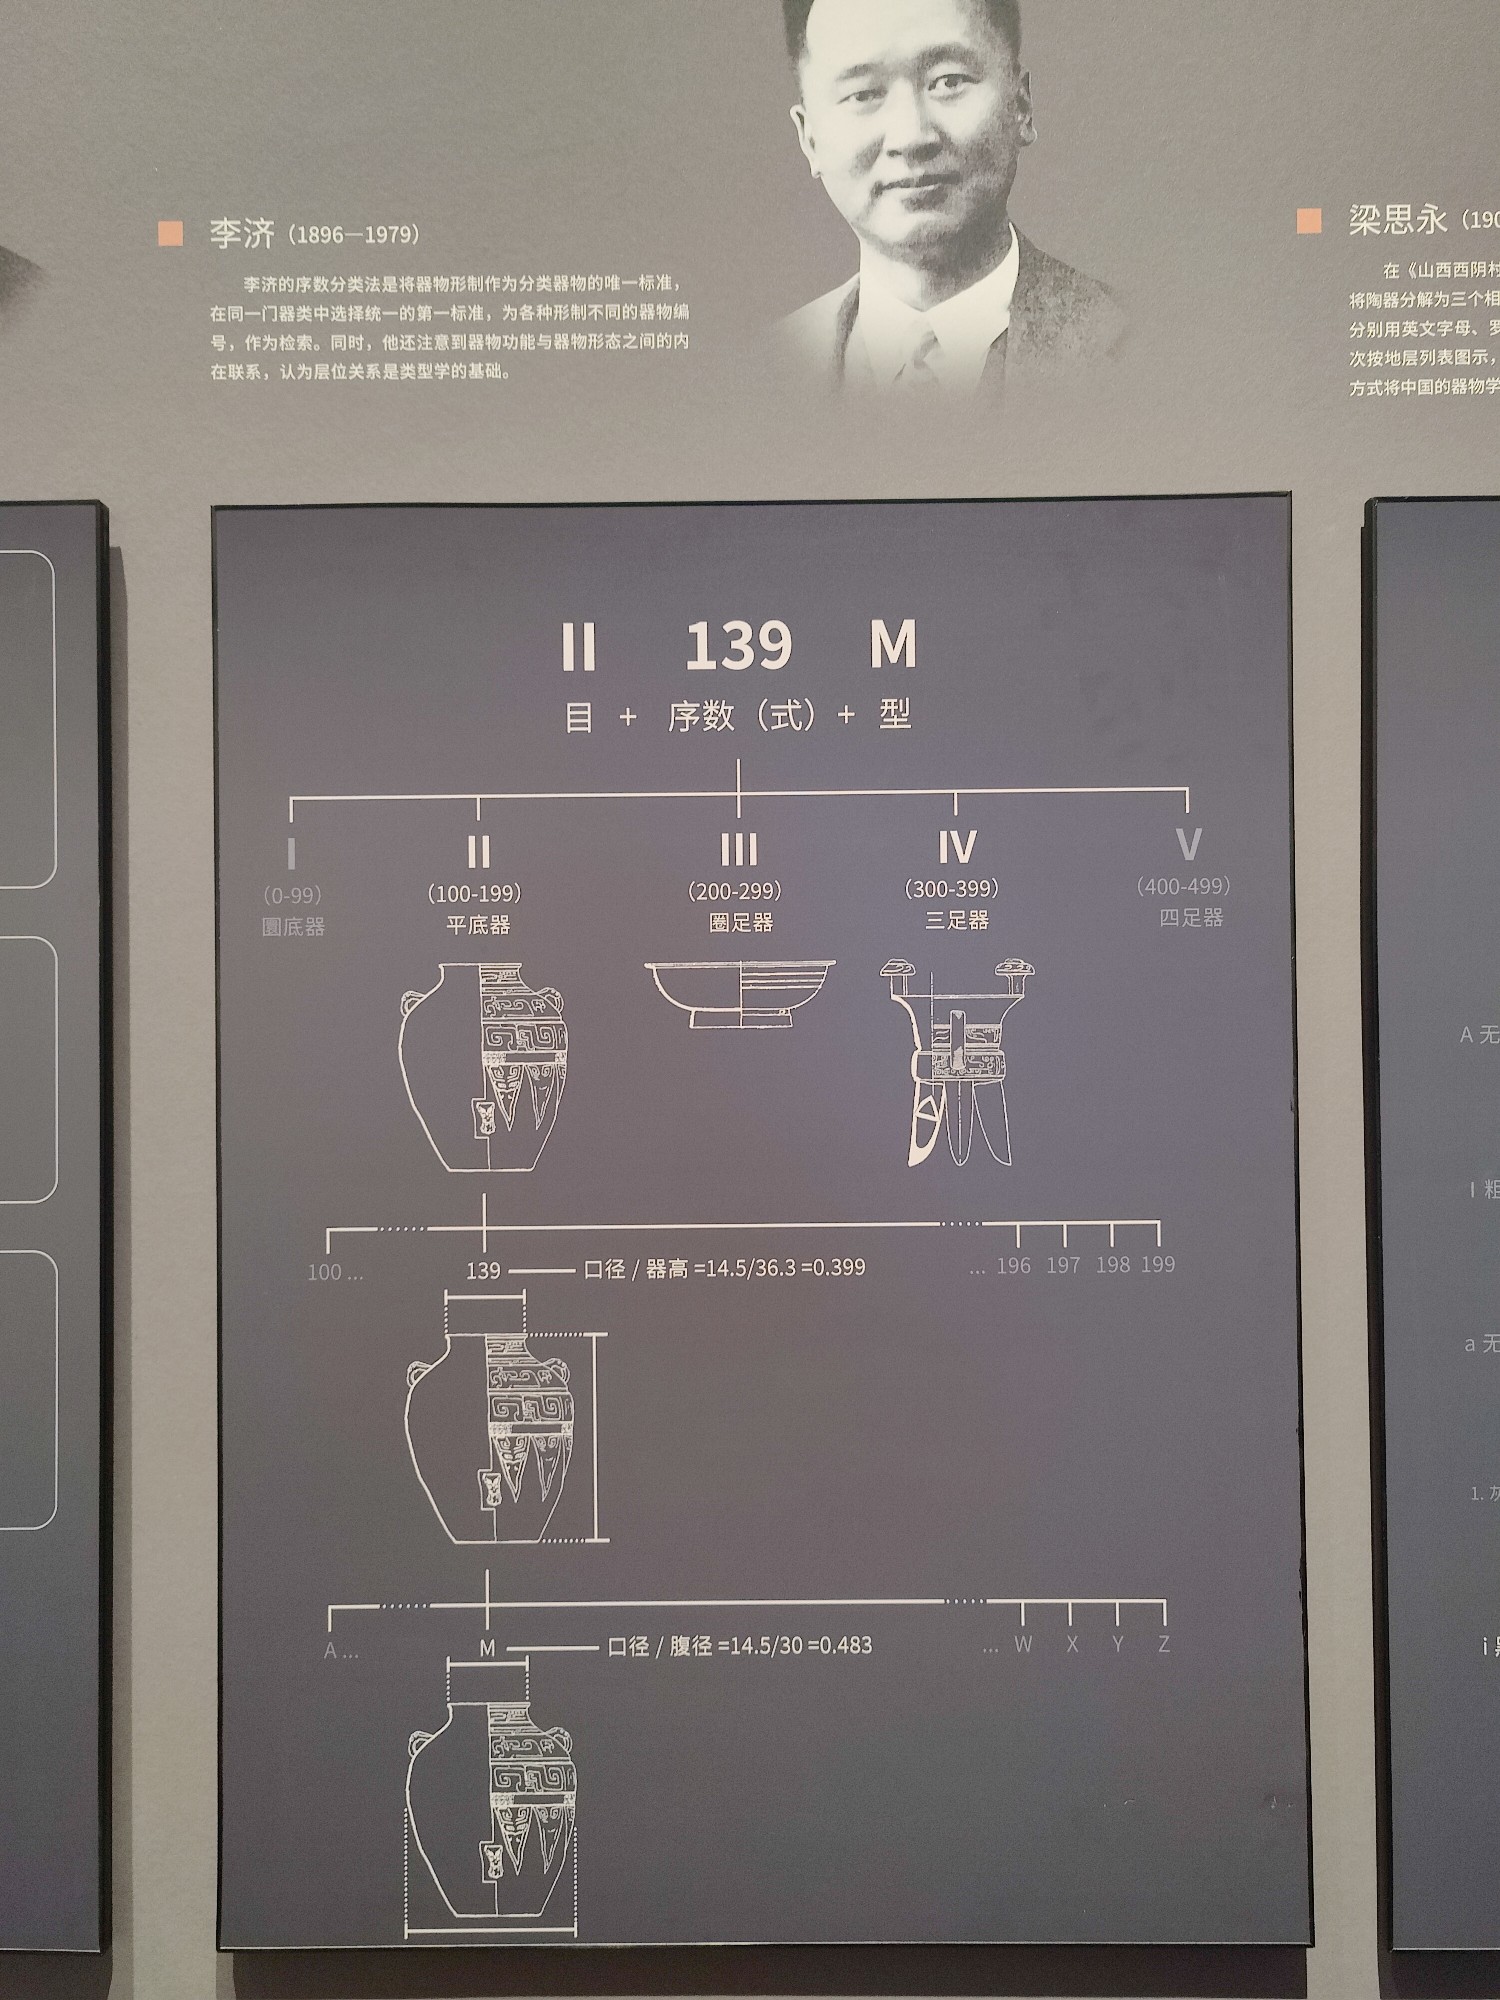 李济（1896—1979）
李济的序数分类法是将器物形制作为分类器物的唯一标准，
在同一门器类中选择统一的第一标准，为各种形制不同的器物编
号，作为检索。同时，他还注意到器物功能与器物形态之间的内
在联系，认为层位关系是类型学的基础。
梁思永（190
在《山西西阴村
将陶器分解为三个相
分别用英文字母、罗
次按地层列表图示，
方式将中国的器物学
II 139 M
目 + 序数（式）+ 型
I II III IV V
（0-99） （100-199） （200-299） （300-399） （400-499）
圜底器 平底器 圈足器 三足器 四足器
100 ... 139 口径 / 器高 =14.5/36.3 =0.399 ... 196 197 198 199
A ... M 口径 / 腹径 =14.5/30 =0.483 ... W X Y Z
A 无
I 粗
a 无
1. 灰